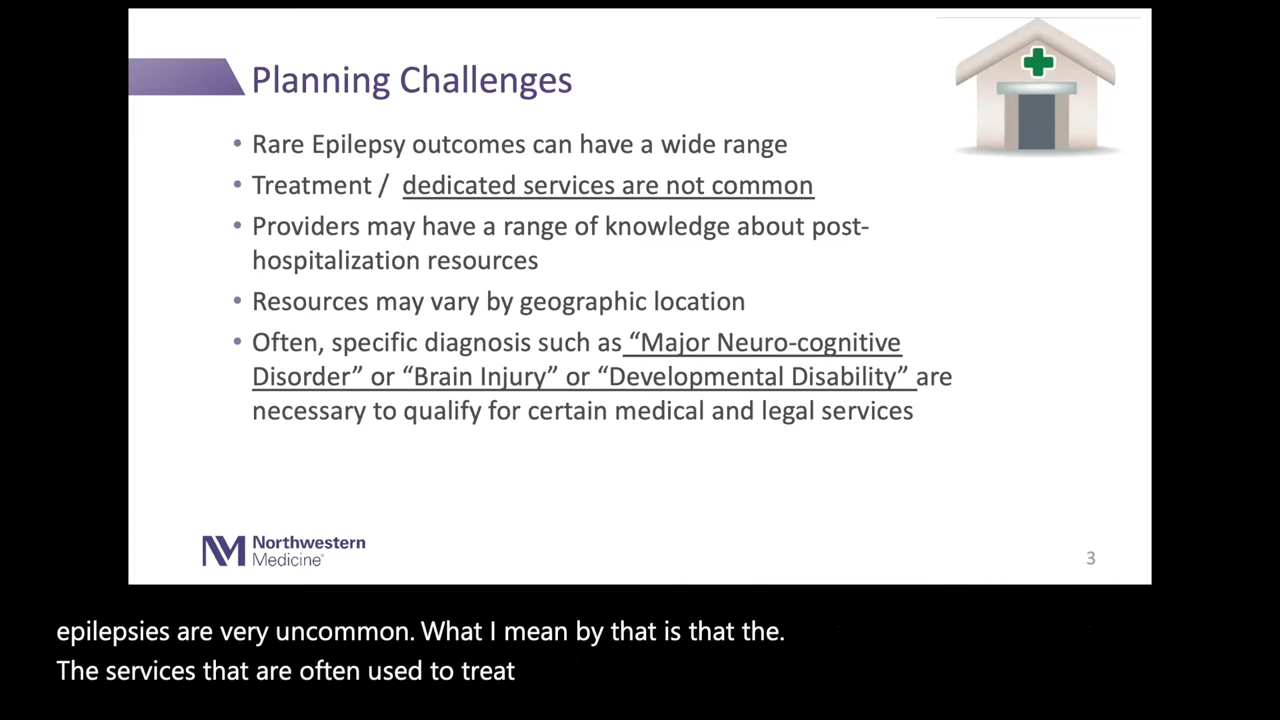 Planning Challenges
• Rare Epilepsy outcomes can have a wide range
• Treatment / dedicated services are not common
• Providers may have a range of knowledge about post-
hospitalization resources
• Resources may vary by geographic location
• Often, specific diagnosis such as “Major Neuro-cognitive
Disorder” or “Brain Injury” or “Developmental Disability” are
necessary to qualify for certain medical and legal services
NM Northwestern
Medicine®
3
epilepsies are very uncommon. What I mean by that is that the.
The services that are often used to treat